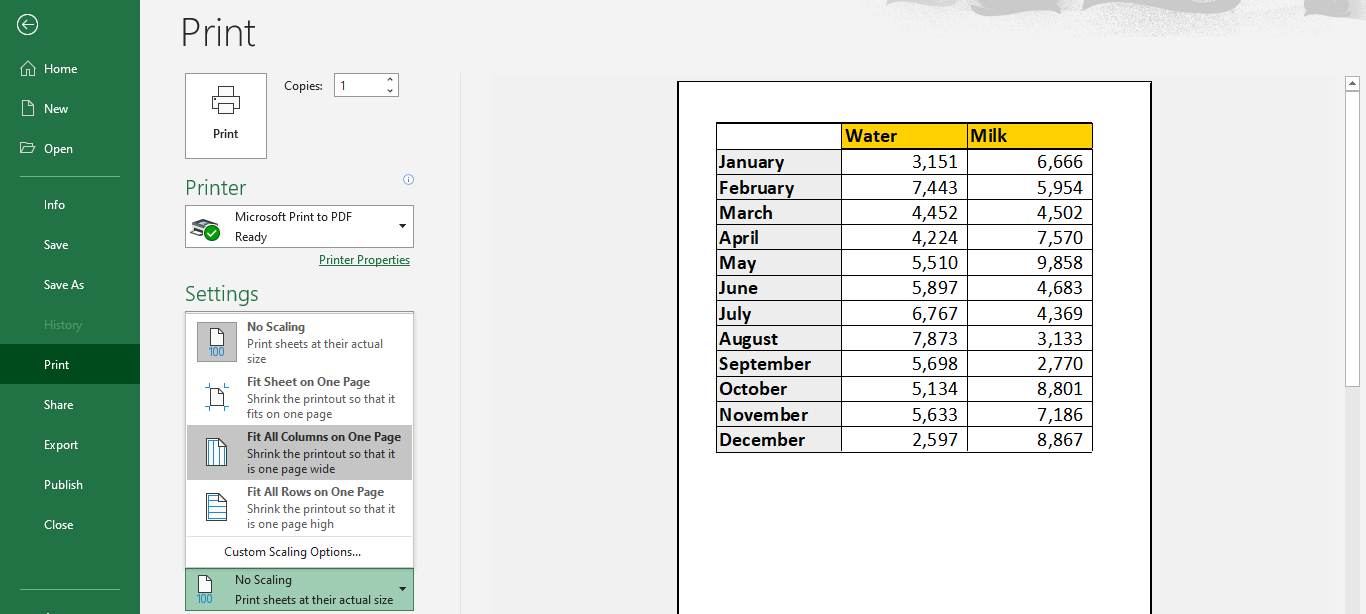 Print
Home
New
Open
Info
Save
Save As
History
Print
Share
Export
Publish
Close
Print
Copies: 1
Printer
Microsoft Print to PDF
Ready
Printer Properties
Settings
No Scaling
Print sheets at their actual
size
100
Fit Sheet on One Page
Shrink the printout so that it
fits on one page
Fit All Columns on One Page
Shrink the printout so that it
is one page wide
Fit All Rows on One Page
Shrink the printout so that it
is one page high
Custom Scaling Options...
No Scaling
100
Print sheets at their actual size
Water Milk
January 3,151 6,666
February 7,443 5,954
March 4,452 4,502
April 4,224 7,570
May 5,510 9,858
June 5,897 4,683
July 6,767 4,369
August 7,873 3,133
September 5,698 2,770
October 5,134 8,801
November 5,633 7,186
December 2,597 8,867